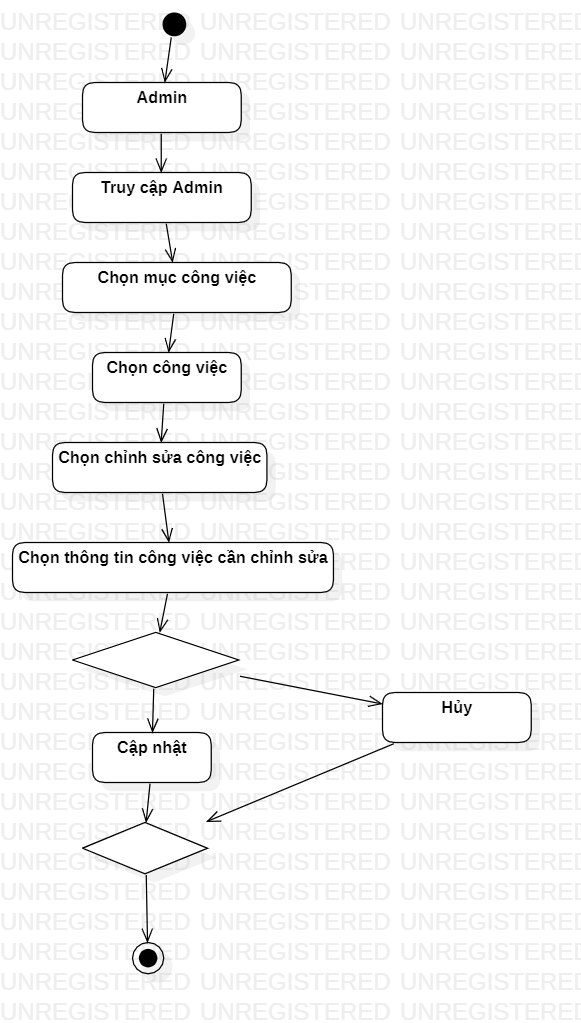 UNREGISTERED UNREGISTERED UNREGISTERED
Admin
Truy cập Admin
Chọn mục công việc
Chọn công việc
Chọn chỉnh sửa công việc
Chọn thông tin công việc cần chỉnh sửa
Hủy
Cập nhật